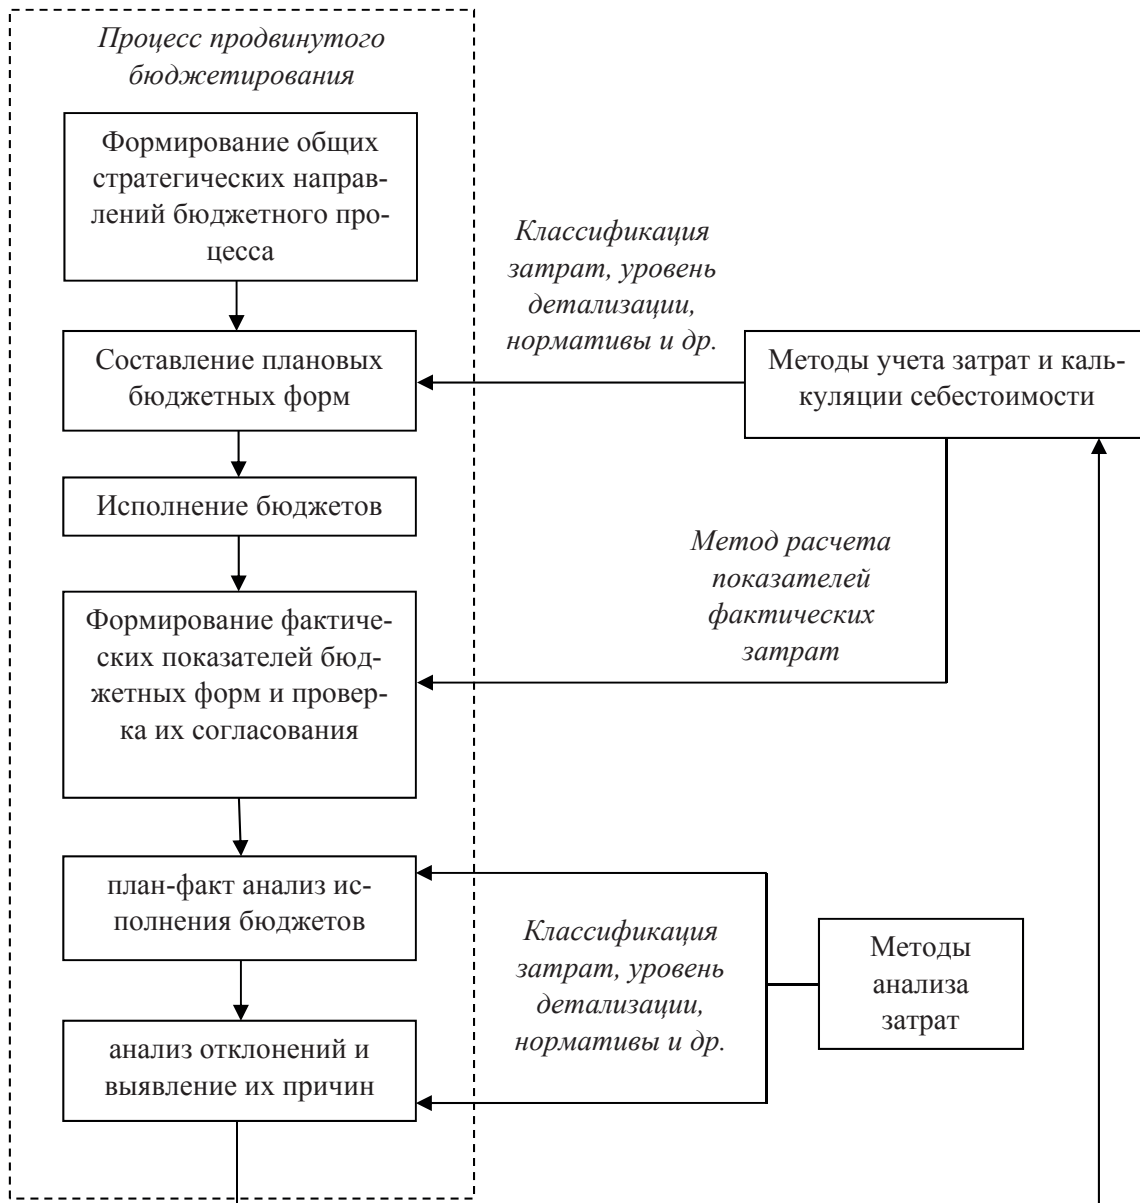 Процесс продвинутого
бюджетирования
Формирование общих
стратегических направ-
лений бюджетного про-
цесса
Классификация
затрат, уровень
детализации,
нормативы и др.
Составление плановых
бюджетных форм
Методы учета затрат и каль-
куляции себестоимости
Исполнение бюджетов
Метод расчета
показателей
фактических
затрат
Формирование фактиче-
ских показателей бюд-
жетных форм и провер-
ка их согласования
план-факт анализ ис-
полнения бюджетов
Классификация
затрат, уровень
детализации,
нормативы и др.
Методы
анализа
затрат
анализ отклонений и
выявление их причин